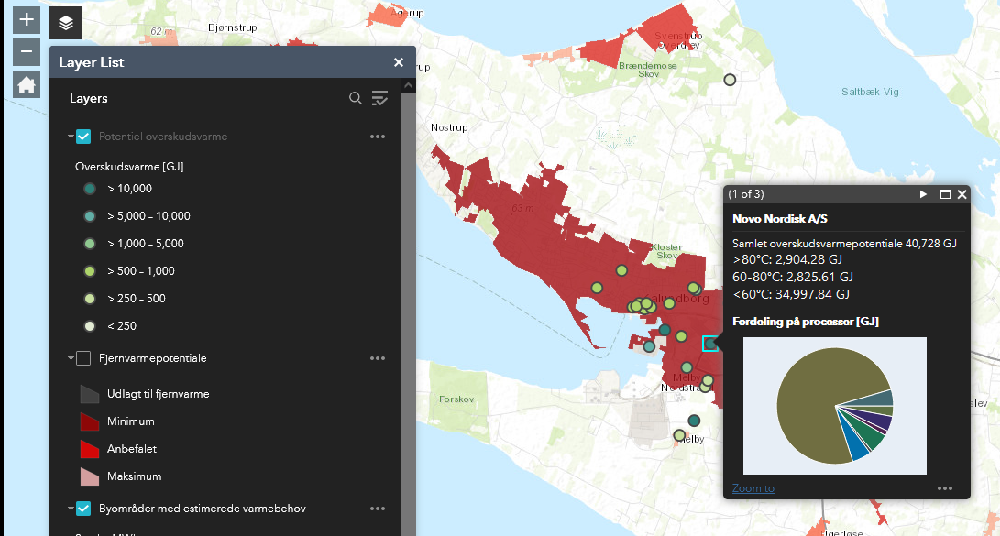 +
−
Layer List
Layers
Potentiel overskudsvarme
Overskudsvarme [GJ]
> 10,000
> 5,000 - 10,000
> 1,000 - 5,000
> 500 - 1,000
> 250 - 500
< 250
Fjernvarmepotentiale
Udlagt til fjernvarme
Minimum
Anbefalet
Maksimum
Byområder med estimerede varmebehov
62 m
Bjørnstrup
Agerup
rup
Svenstrup
Overdrev
Brændemose
Skov
Saltbæk Vig
Nostrup
63 m
Kloster
Skov
Kalundborg
Melby
Nordstrand
Forskov
Melby
slev
(1 of 3)
Novo Nordisk A/S
Samlet overskudsvarmepotentiale 40,728 GJ
>80°C: 2,904.28 GJ
60-80°C: 2,825.61 GJ
<60°C: 34,997.84 GJ
Fordeling på processer [GJ]
Zoom to